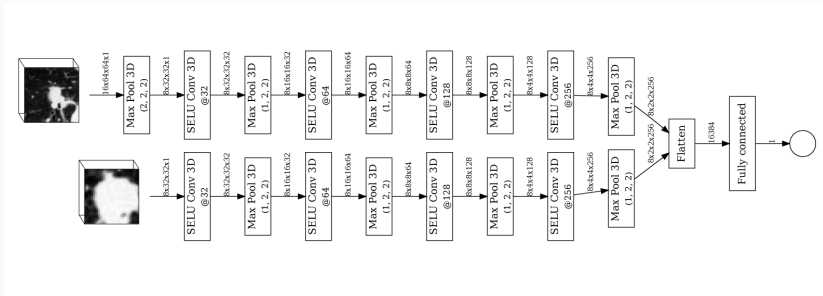 16x64x64x1
Max Pool 3D
(2, 2, 2)
8x32x32x1
SELU Conv 3D
@32
8x32x32x32
Max Pool 3D
(1, 2, 2)
8x16x16x32
SELU Conv 3D
@64
8x16x16x64
Max Pool 3D
(1, 2, 2)
8x8x8x64
SELU Conv 3D
@128
8x8x8x128
Max Pool 3D
(1, 2, 2)
8x4x4x128
SELU Conv 3D
@256
8x4x4x256
Max Pool 3D
(1, 2, 2)
8x2x2x256
8x32x32x1
SELU Conv 3D
@32
8x32x32x32
Max Pool 3D
(1, 2, 2)
8x16x16x32
SELU Conv 3D
@64
8x16x16x64
Max Pool 3D
(1, 2, 2)
8x8x8x64
SELU Conv 3D
@128
8x8x8x128
Max Pool 3D
(1, 2, 2)
8x4x4x128
SELU Conv 3D
@256
8x4x4x256
Max Pool 3D
(1, 2, 2)
8x2x2x256
Flatten
16384
Fully connected
1